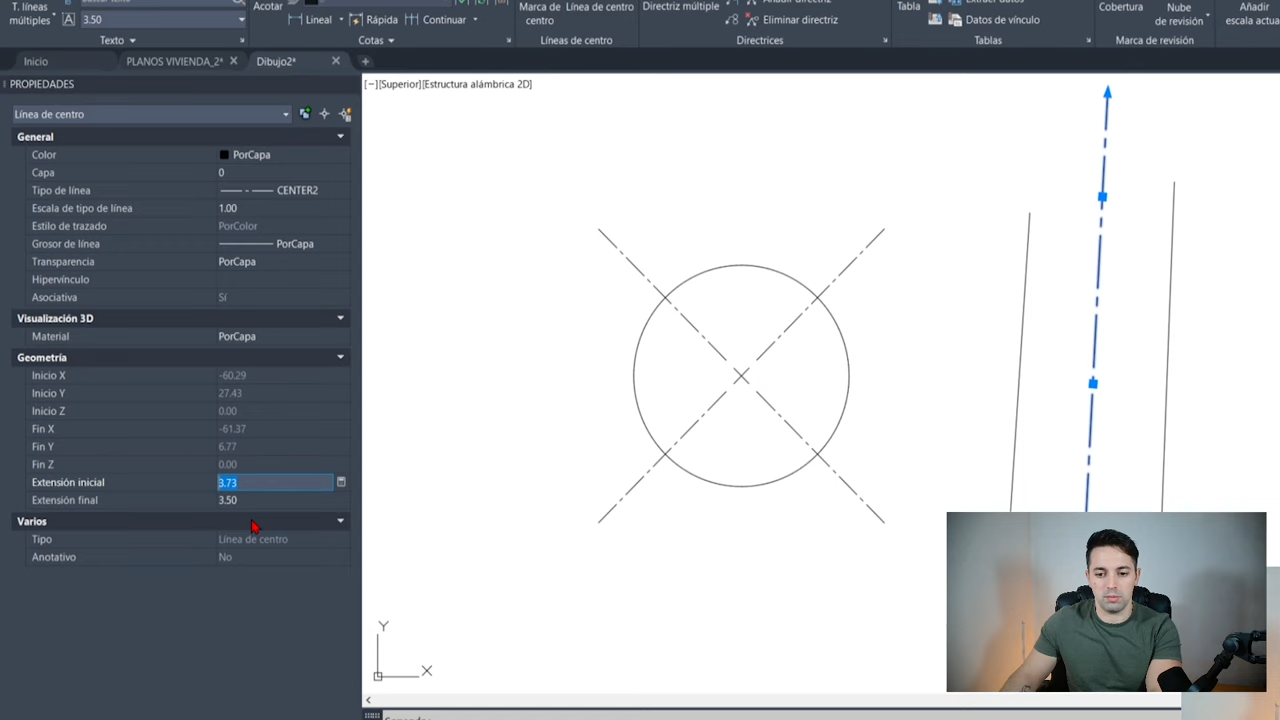 T. líneas
múltiples
3.50
Texto
Acotar
Lineal
Rápida
Continuar
Cotas
Marca de
centro
Línea de centro
Líneas de centro
Directriz múltiple
Añadir directriz
Eliminar directriz
Directrices
Tabla
Extraer datos
Datos de vínculo
Tablas
Cobertura
Nube
de revisión
Marca de revisión
Añadir
escala actua
Inicio
PLANOS VIVIENDA_2*
Dibujo2*
PROPIEDADES
[−][Superior][Estructura alámbrica 2D]
Línea de centro
General
Color PorCapa
Capa 0
Tipo de línea CENTER2
Escala de tipo de línea 1.00
Estilo de trazado PorColor
Grosor de línea PorCapa
Transparencia PorCapa
Hipervínculo
Asociativa Sí
Visualización 3D
Material PorCapa
Geometría
Inicio X -60.29
Inicio Y 27.43
Inicio Z 0.00
Fin X -61.37
Fin Y 6.77
Fin Z 0.00
Extensión inicial 3.73
Extensión final 3.50
Varios
Tipo Línea de centro
Anotativo No
Y
X